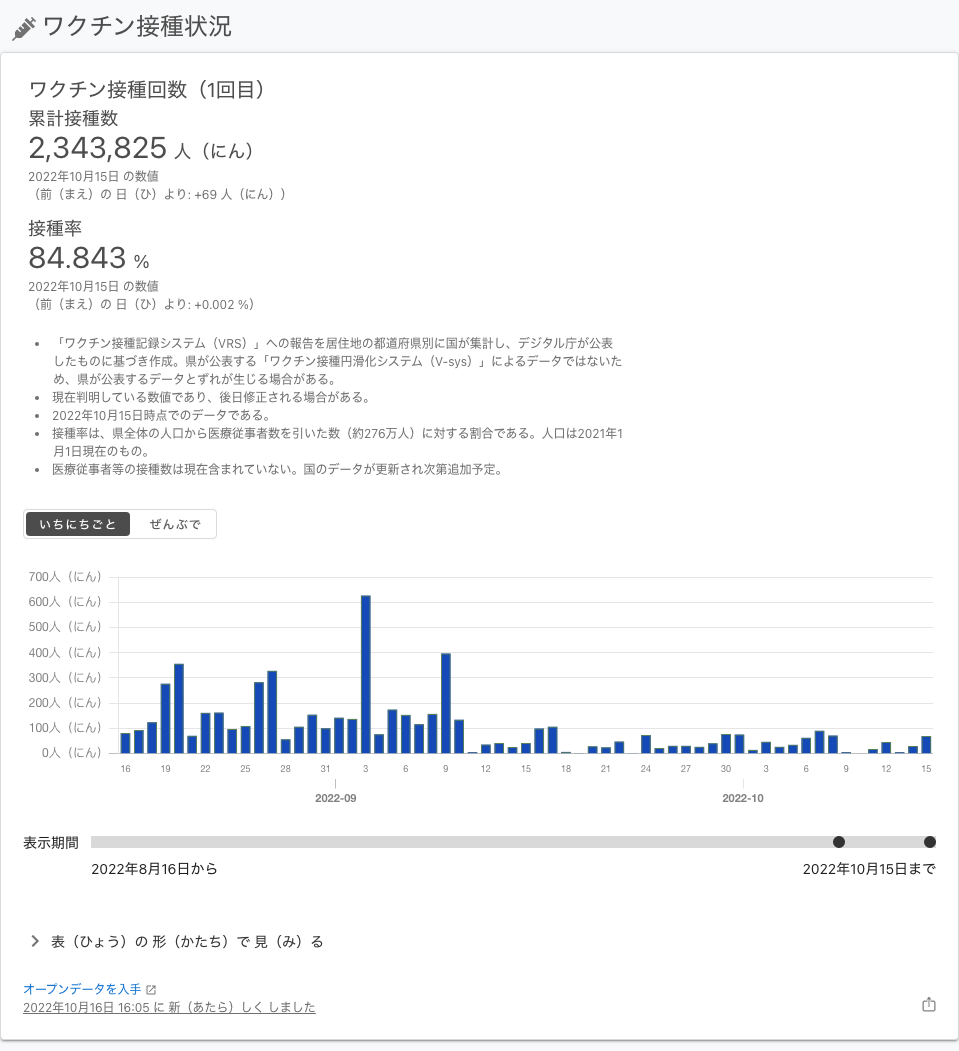 ワクチン接種状況
ワクチン接種回数（1回目）
累計接種数
2,343,825 人（にん）
2022年10月15日 の数値
（前（まえ）の 日（ひ）より: +69 人（にん））
接種率
84.843 %
2022年10月15日 の数値
（前（まえ）の 日（ひ）より: +0.002 %）
• 「ワクチン接種記録システム（VRS）」への報告を居住地の都道府県別に国が集計し、デジタル庁が公表
したものに基づき作成。県が公表する「ワクチン接種円滑化システム（V-sys）」によるデータではないた
め、県が公表するデータとずれが生じる場合がある。
• 現在判明している数値であり、後日修正される場合がある。
• 2022年10月15日時点でのデータである。
• 接種率は、県全体の人口から医療従事者数を引いた数（約276万人）に対する割合である。人口は2021年1
月1日現在のもの。
• 医療従事者等の接種数は現在含まれていない。国のデータが更新され次第追加予定。
いちにちごと ぜんぶで
700人（にん）
600人（にん）
500人（にん）
400人（にん）
300人（にん）
200人（にん）
100人（にん）
0人（にん）
16 19 22 25 28 31 3 6 9 12 15 18 21 24 27 30 3 6 9 12 15
2022-09 2022-10
表示期間
2022年8月16日から 2022年10月15日まで
表（ひょう）の 形（かたち）で 見（み）る
オープンデータを入手
2022年10月16日 16:05 に 新（あたら）しく しました